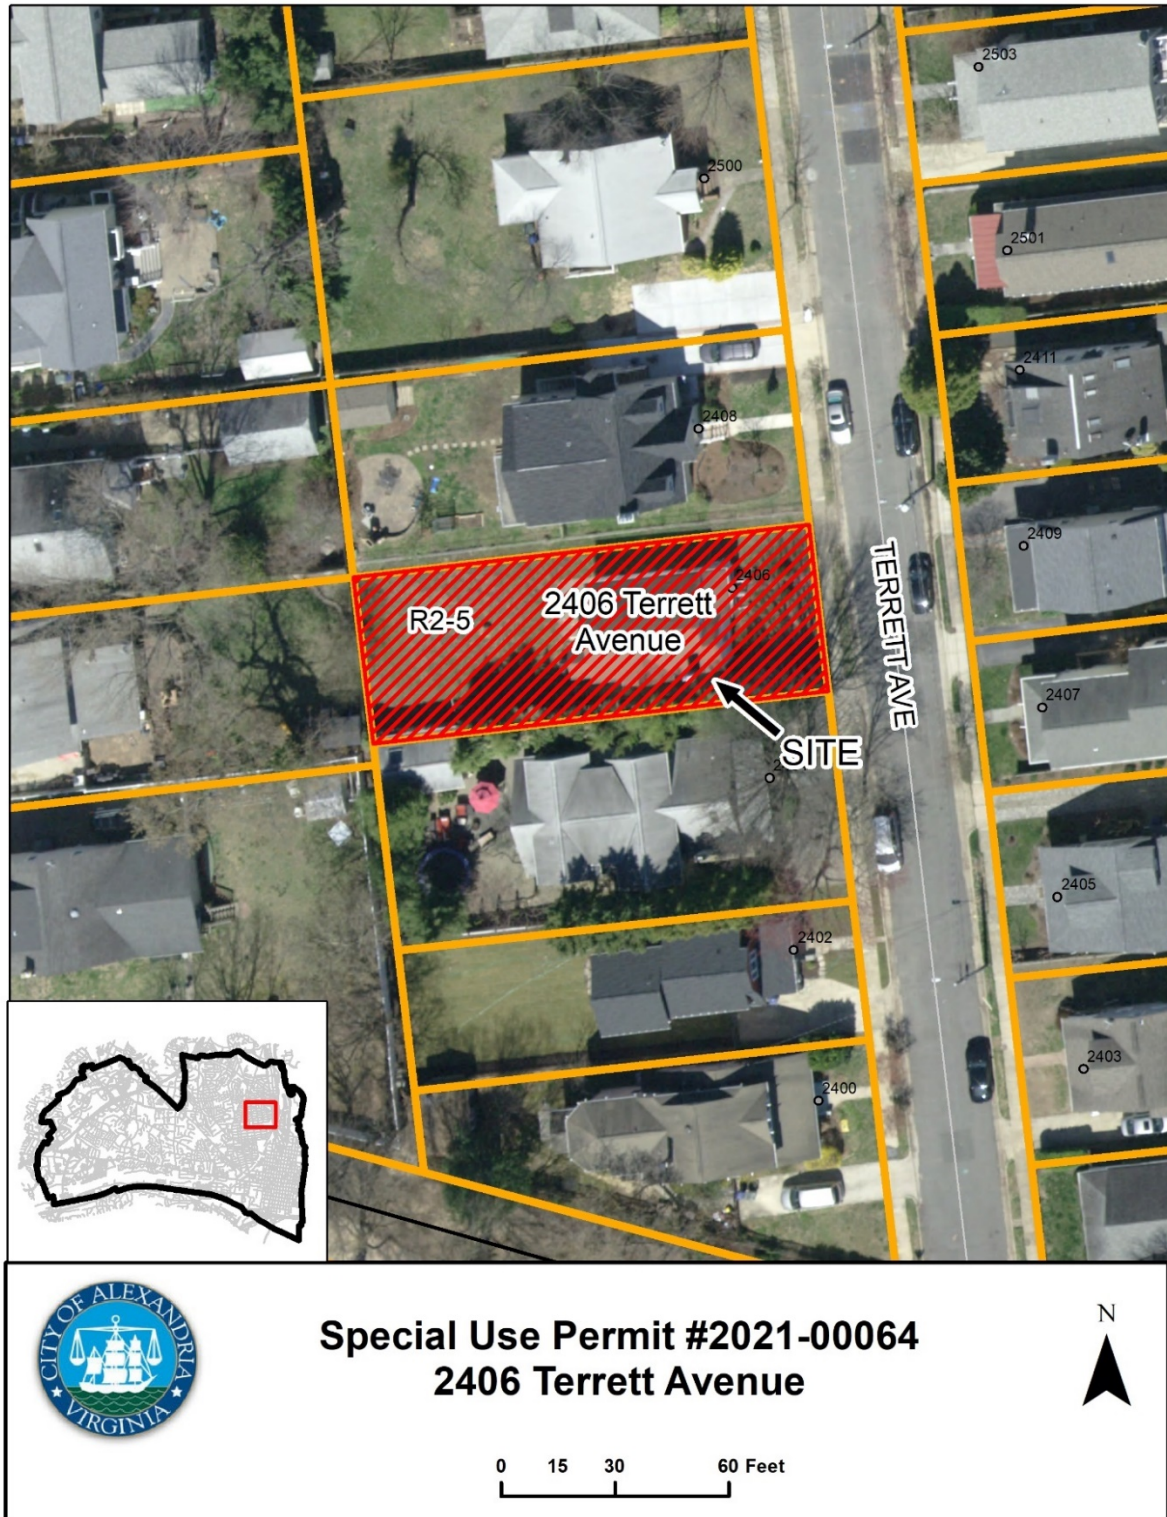 2503
2500
2501
2411
2408
2409
TERRETT AVE
2406
R2-5
2406 Terrett
Avenue
2407
SITE
2405
2402
2403
2400
CITY OF ALEXANDRIA
VIRGINIA
Special Use Permit #2021-00064
2406 Terrett Avenue
N
0 15 30 60 Feet